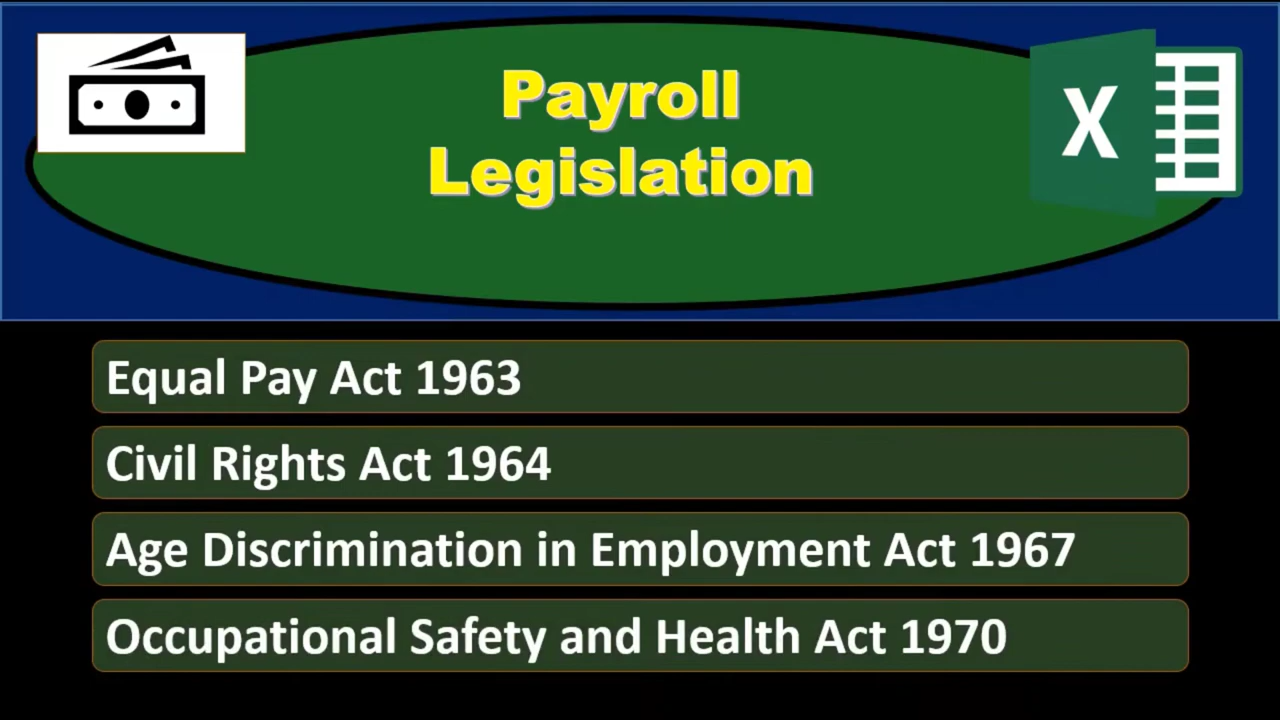 Payroll
Legislation
X
Equal Pay Act 1963
Civil Rights Act 1964
Age Discrimination in Employment Act 1967
Occupational Safety and Health Act 1970